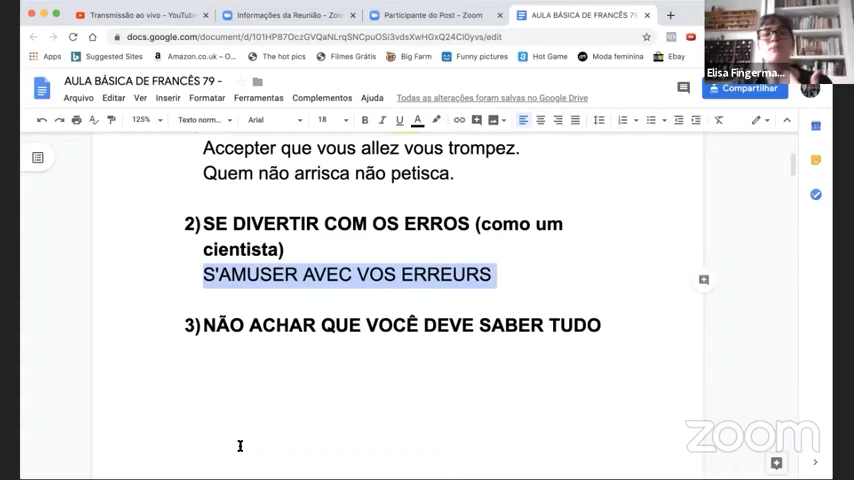 Transmissão ao vivo - YouTub
Informações da Reunião - Zoo
Participante do Post - Zoom
AULA BÁSICA DE FRANCÊS 79 -
docs.google.com/document/d/101HP87OczGVQaNLrqSNCpuOSi3vdsXwHGxQ24Cl0yvs/edit
Apps
Suggested Sites
Amazon.co.uk – O...
The hot pics
Filmes Grátis
Big Farm
Funny pictures
Hot Game
Moda feminina
Ebay
Elisa Fingerma...
AULA BÁSICA DE FRANCÊS 79 -
Arquivo Editar Ver Inserir Formatar Ferramentas Complementos Ajuda Todas as alterações foram salvas no Google Drive
Compartilhar
125% Texto norm... Arial 18 B I U A
Accepter que vous allez vous trompez.
Quem não arrisca não petisca.
2) SE DIVERTIR COM OS ERROS (como um
cientista)
S'AMUSER AVEC VOS ERREURS
3) NÃO ACHAR QUE VOCÊ DEVE SABER TUDO
zoom